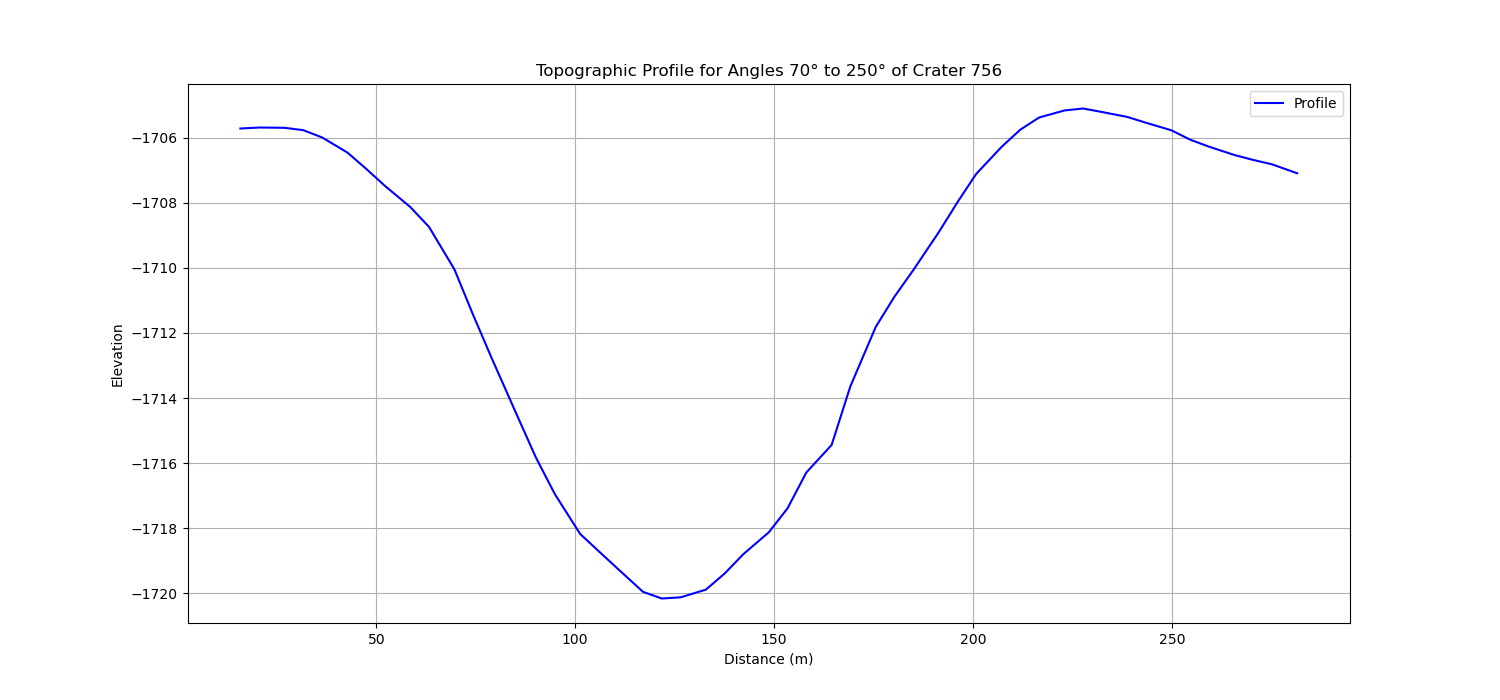 Topographic Profile for Angles 70° to 250° of Crater 756
Profile
−1706
−1708
−1710
−1712
−1714
−1716
−1718
−1720
Elevation
50 100 150 200 250
Distance (m)